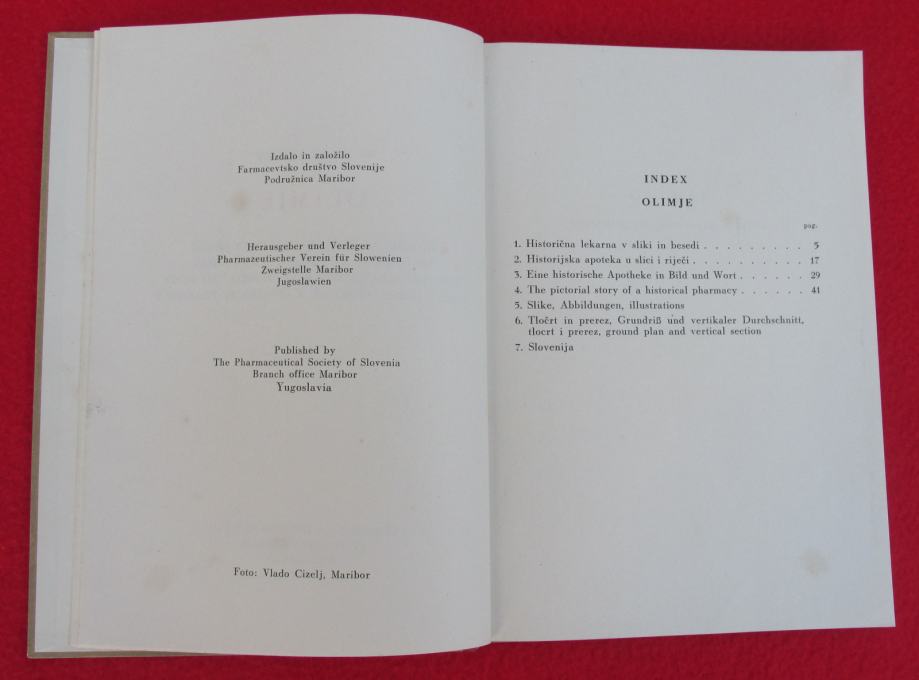 Izdalo in založilo
Farmacevtsko društvo Slovenije
Podružnica Maribor
Herausgeber und Verleger
Pharmazeutischer Verein für Slowenien
Zweigstelle Maribor
Jugoslawien
Published by
The Pharmaceutical Society of Slovenia
Branch office Maribor
Yugoslavia
Foto: Vlado Cizelj, Maribor
INDEX
OLIMJE
pag.
1. Historična lekarna v sliki in besedi . . . . . . . . . 5
2. Historijska apoteka u slici i riječi . . . . . . . . . . 17
3. Eine historische Apotheke in Bild und Wort . . . . . . 29
4. The pictorial story of a historical pharmacy . . . . . . 41
5. Slike, Abbildungen, illustrations
6. Tločrt in prerez, Grundriß und vertikaler Durchschnitt,
tlocrt i prerez, ground plan and vertical section
7. Slovenija